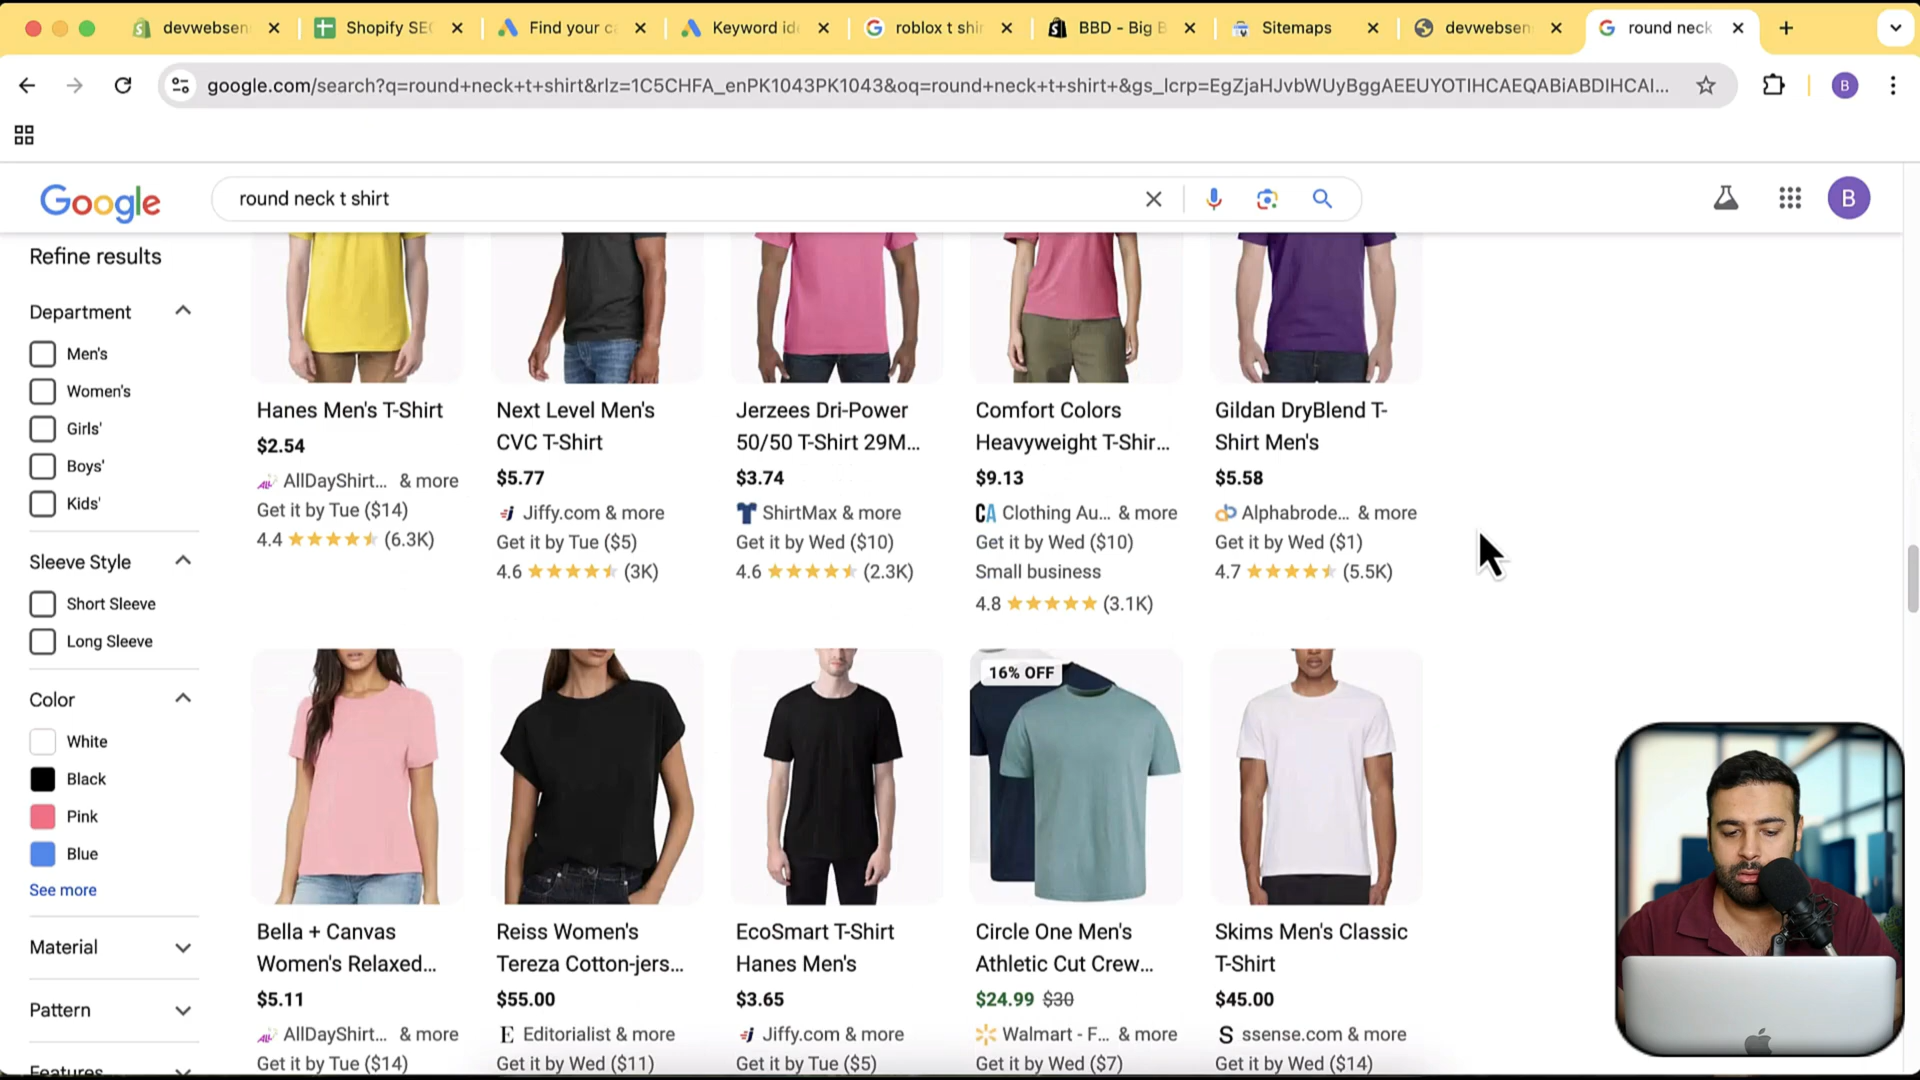 devwebsen
Shopify SEO
Find your ca
Keyword ide
roblox t shir
BBD - Big B
Sitemaps
devwebsen
round neck
google.com/search?q=round+neck+t+shirt&rlz=1C5CHFA_enPK1043PK1043&oq=round+neck+t+shirt+&gs_lcrp=EgZjaHJvbWUyBggAEEUYOTIHCAEQABiABDIHCAI...
B
Google
round neck t shirt
B
Refine results
Department
Men's
Women's
Girls'
Boys'
Kids'
Sleeve Style
Short Sleeve
Long Sleeve
Color
White
Black
Pink
Blue
See more
Material
Pattern
Features
Hanes Men's T-Shirt
$2.54
AllDayShirt... & more
Get it by Tue ($14)
4.4 (6.3K)
Next Level Men's
CVC T-Shirt
$5.77
Jiffy.com & more
Get it by Tue ($5)
4.6 (3K)
Jerzees Dri-Power
50/50 T-Shirt 29M...
$3.74
ShirtMax & more
Get it by Wed ($10)
4.6 (2.3K)
Comfort Colors
Heavyweight T-Shir...
$9.13
CA Clothing Au... & more
Get it by Wed ($10)
Small business
4.8 (3.1K)
Gildan DryBlend T-
Shirt Men's
$5.58
Alphabrode... & more
Get it by Wed ($1)
4.7 (5.5K)
Bella + Canvas
Women's Relaxed...
$5.11
AllDayShirt... & more
Get it by Tue ($14)
Reiss Women's
Tereza Cotton-jers...
$55.00
E Editorialist & more
Get it by Wed ($11)
EcoSmart T-Shirt
Hanes Men's
$3.65
Jiffy.com & more
Get it by Tue ($5)
16% OFF
Circle One Men's
Athletic Cut Crew...
$24.99 $30
Walmart - F... & more
Get it by Wed ($7)
Skims Men's Classic
T-Shirt
$45.00
S ssense.com & more
Get it by Wed ($14)